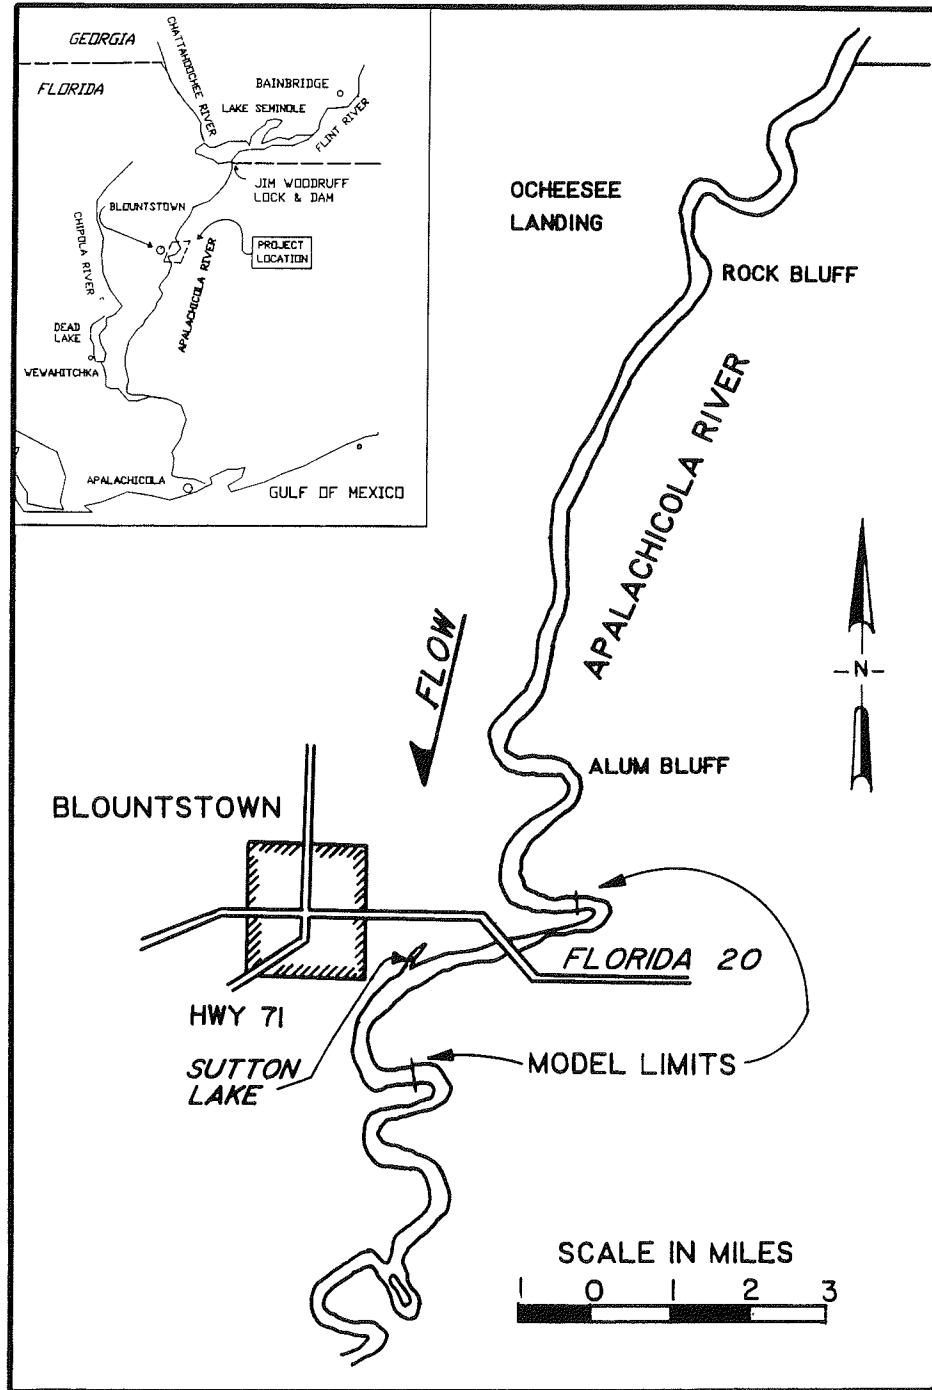 GEORGIA
FLORIDA
CHATTAHOOCHEE RIVER
BAINBRIDGE
LAKE SEMINOLE
FLINT RIVER
JIM WOODRUFF
LOCK & DAM
BLOUNTSTOWN
CHIPOLA RIVER
PROJECT
LOCATION
APALACHICOLA RIVER
DEAD
LAKE
WEWAHITCHKA
APALACHICOLA
GULF OF MEXICO
OCHEESEE
LANDING
ROCK BLUFF
APALACHICOLA RIVER
-N-
FLOW
ALUM BLUFF
BLOUNTSTOWN
FLORIDA 20
HWY 71
SUTTON
LAKE
MODEL LIMITS
SCALE IN MILES
1 0 1 2 3